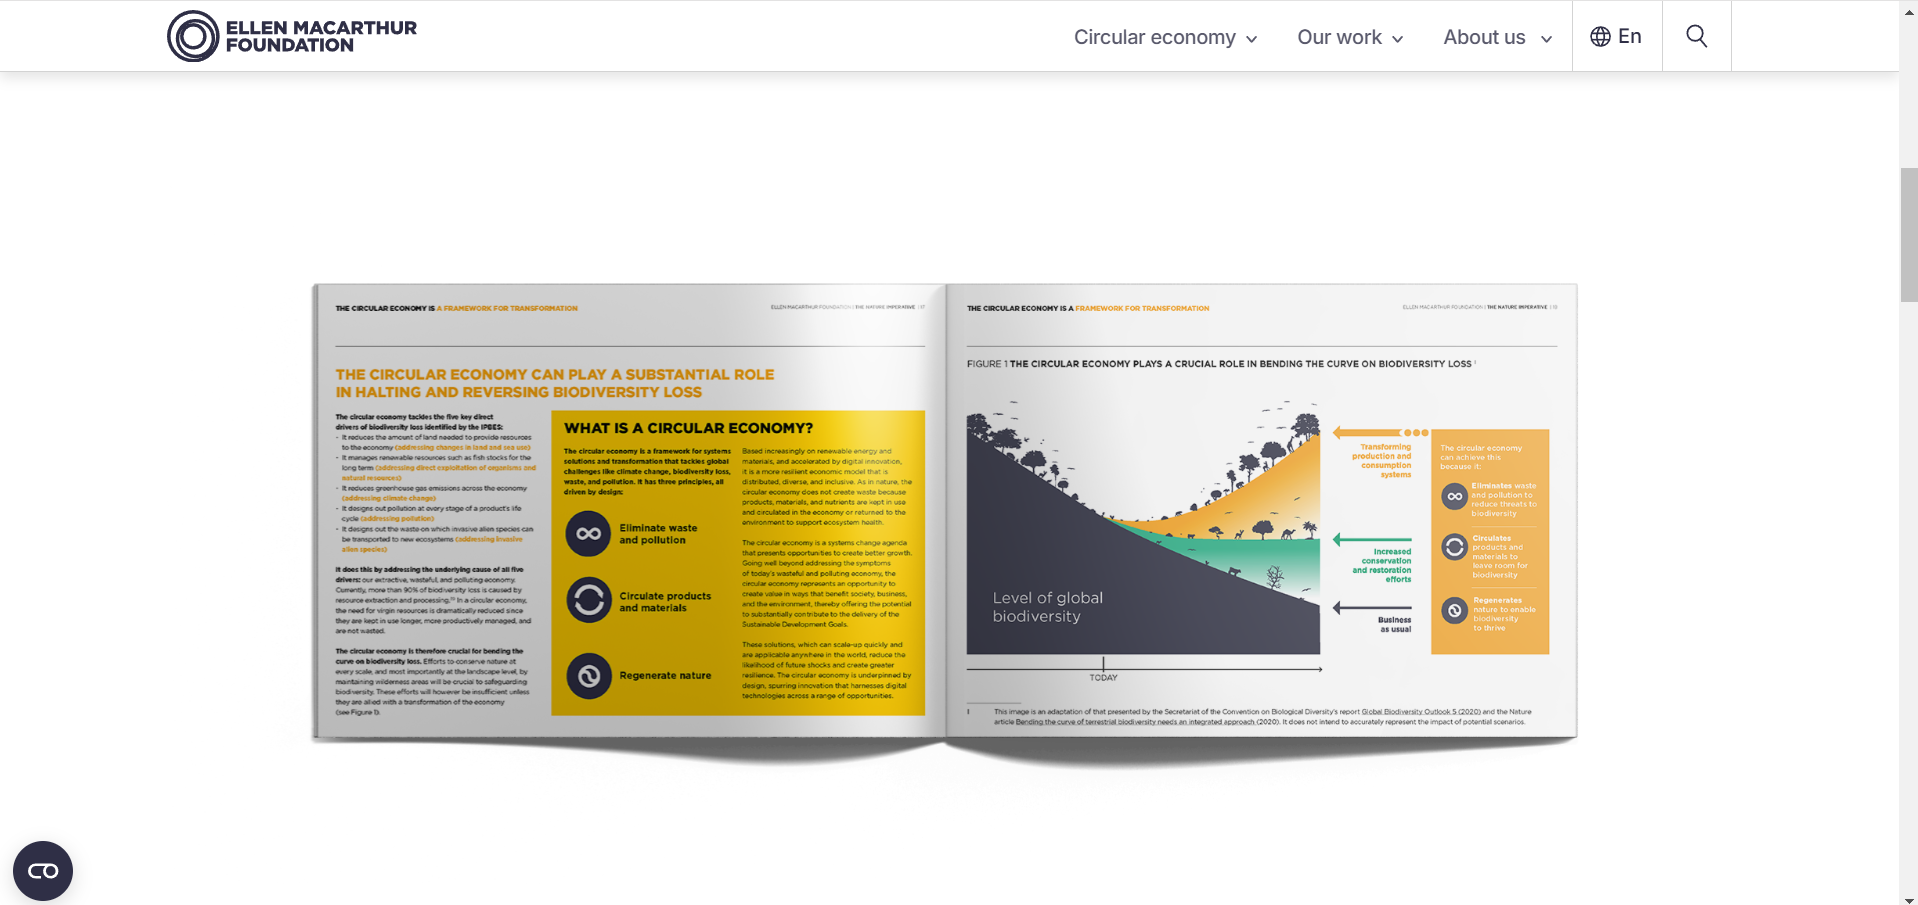 ELLEN MACARTHUR
FOUNDATION
Circular economy
Our work
About us
En
THE CIRCULAR ECONOMY IS A FRAMEWORK FOR TRANSFORMATION
ELLEN MACARTHUR FOUNDATION | THE NATURE IMPERATIVE |
THE CIRCULAR ECONOMY CAN PLAY A SUBSTANTIAL ROLE
IN HALTING AND REVERSING BIODIVERSITY LOSS
The circular economy tackles the five key direct
drivers of biodiversity loss identified by the IPBES:
- It reduces the amount of land needed to provide resources
to the economy (addressing changes in land and sea use)
- It manages renewable resources such as fish stocks for the
long term (addressing direct exploitation of organisms and
natural resources)
- It reduces greenhouse gas emissions across the economy
(addressing climate change)
- It designs out pollution at every stage of a product's life
cycle (addressing pollution)
- It designs out the waste on which invasive alien species can
be transported to new ecosystems (addressing invasive
alien species)
It does this by addressing the underlying cause of all five
drivers: our extractive, wasteful, and polluting economy.
Currently, more than 90% of biodiversity loss is caused by
resource extraction and processing. In a circular economy,
the need for virgin resources is dramatically reduced since
they are kept in use longer, more productively managed, and
are not wasted.
The circular economy is therefore crucial for bending the
curve on biodiversity loss. Efforts to conserve nature at
every scale, and most importantly at the landscape level, by
maintaining wilderness areas will be crucial to safeguarding
biodiversity. These efforts will however be insufficient unless
they are allied with a transformation of the economy
(see Figure 1).
WHAT IS A CIRCULAR ECONOMY?
The circular economy is a framework for systems
solutions and transformation that tackles global
challenges like climate change, biodiversity loss,
waste, and pollution. It has three principles, all
driven by design:
Eliminate waste
and pollution
Circulate products
and materials
Regenerate nature
Based increasingly on renewable energy and
materials, and accelerated by digital innovation,
it is a more resilient economic model that is
distributed, diverse, and inclusive. As in nature, the
circular economy does not create waste because
products, materials, and nutrients are kept in use
and circulated in the economy or returned to the
environment to support ecosystem health.
The circular economy is a systems change agenda
that presents opportunities to create better growth.
Going well beyond addressing the symptoms
of today's wasteful and polluting economy, the
circular economy represents an opportunity to
create value in ways that benefit society, business,
and the environment, thereby offering the potential
to substantially contribute to the delivery of the
Sustainable Development Goals.
These solutions, which can scale-up quickly and
are applicable anywhere in the world, reduce the
likelihood of future shocks and create greater
resilience. The circular economy is underpinned by
design, spurring innovation that harnesses digital
technologies across a range of opportunities.
THE CIRCULAR ECONOMY IS A FRAMEWORK FOR TRANSFORMATION
ELLEN MACARTHUR FOUNDATION | THE NATURE IMPERATIVE |
FIGURE 1 THE CIRCULAR ECONOMY PLAYS A CRUCIAL ROLE IN BENDING THE CURVE ON BIODIVERSITY LOSS 1
Transforming
production and
consumption
systems
Increased
conservation
and restoration
efforts
Business
as usual
The circular economy
can achieve this
because it:
Eliminates waste
and pollution to
reduce threats to
biodiversity
Circulates
products and
materials to
leave room for
biodiversity
Regenerates
nature to enable
biodiversity
to thrive
Level of global
biodiversity
TODAY
1 This image is an adaptation of that presented by the Secretariat of the Convention on Biological Diversity's report Global Biodiversity Outlook 5 (2020) and the Nature
article Bending the curve of terrestrial biodiversity needs an integrated approach (2020). It does not intend to accurately represent the impact of potential scenarios.